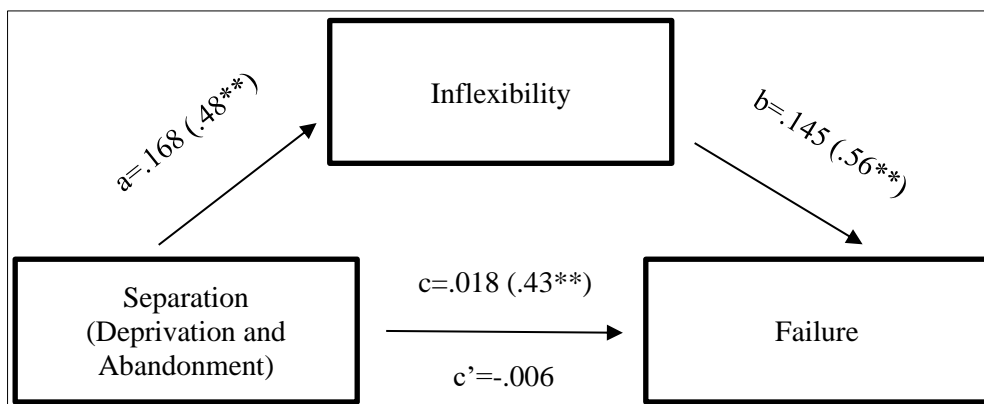 Inflexibility
a=.168 (.48**)
b=.145 (.56**)
Separation
(Deprivation and
Abandonment)
c=.018 (.43**)
c’=-.006
Failure